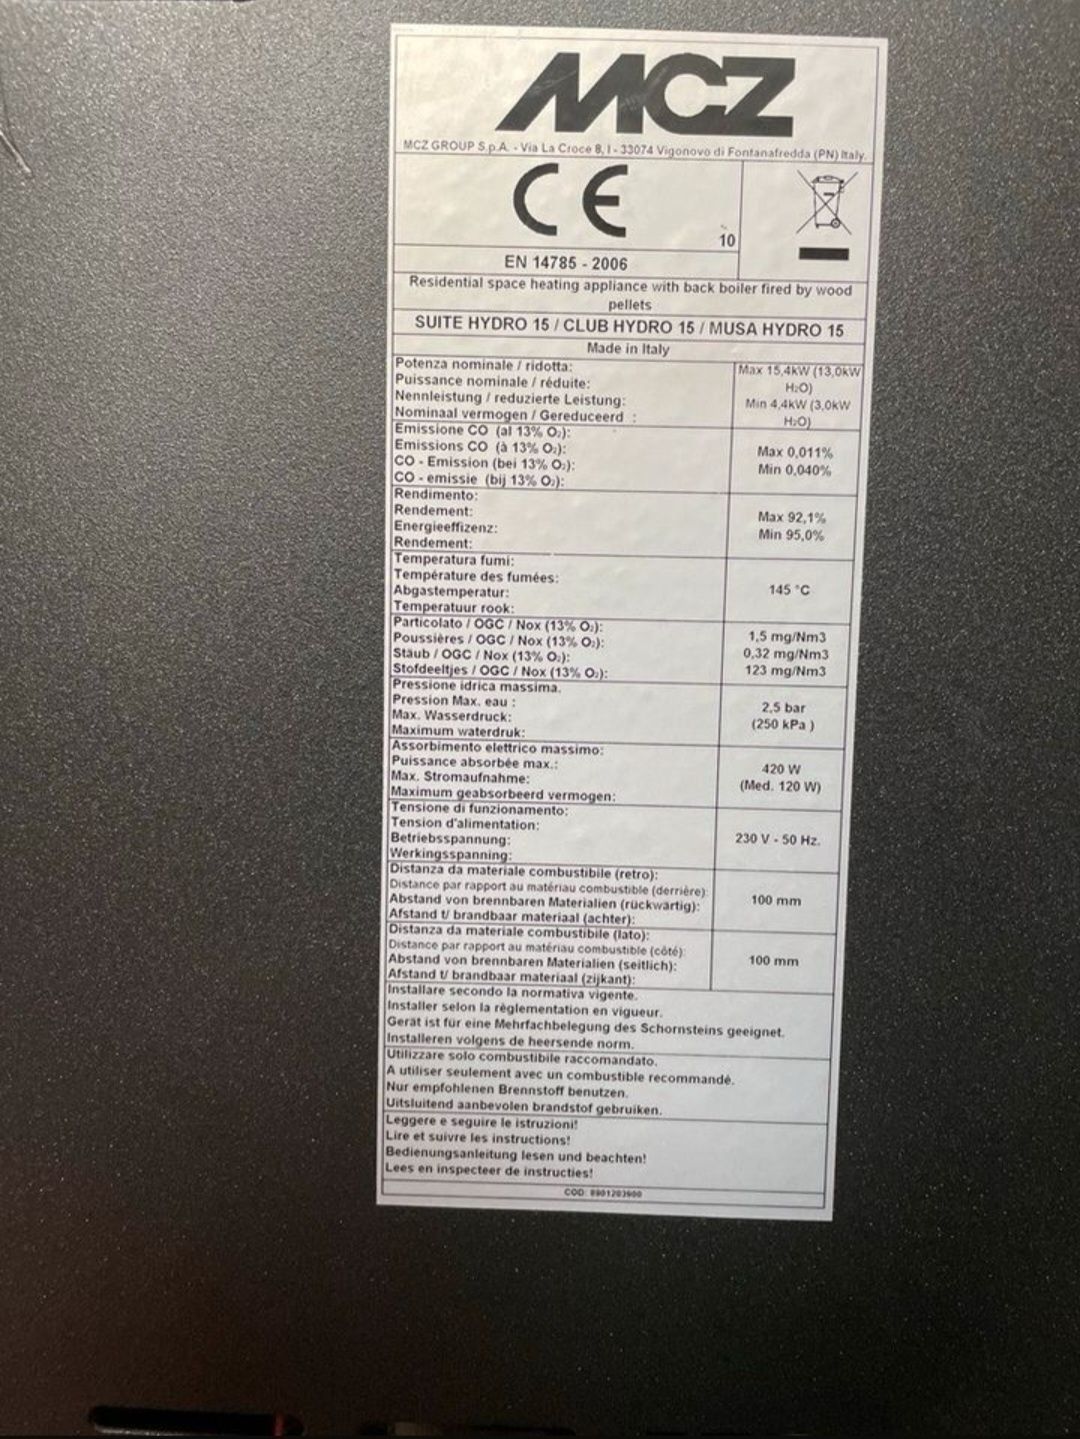 MCZ
MCZ GROUP S.p.A. - Via La Croce 8, I - 33074 Vigonovo di Fontanafredda (PN) Italy.
CE
10
EN 14785 - 2006
Residential space heating appliance with back boiler fired by wood
pellets
SUITE HYDRO 15 / CLUB HYDRO 15 / MUSA HYDRO 15
Made in Italy
Potenza nominale / ridotta:
Puissance nominale / réduite:
Nennleistung / reduzierte Leistung:
Nominaal vermogen / Gereduceerd :
Max 15,4kW (13,0kW
H₂O)
Min 4,4kW (3,0kW
H₂O)
Emissione CO (al 13% O₂):
Emissions CO (à 13% O₂):
CO - Emission (bei 13% O₂):
CO - emissie (bij 13% O₂):
Max 0,011%
Min 0,040%
Rendimento:
Rendement:
Energieeffizenz:
Rendement:
Max 92,1%
Min 95,0%
Temperatura fumi:
Température des fumées:
Abgastemperatur:
Temperatuur rook:
145 °C
Particolato / OGC / Nox (13% O₂):
Poussières / OGC / Nox (13% O₂):
Staub / OGC / Nox (13% O₂):
Stofdeeltjes / OGC / Nox (13% O₂):
1,5 mg/Nm3
0,32 mg/Nm3
123 mg/Nm3
Pressione idrica massima.
Pression Max. eau :
Max. Wasserdruck:
Maximum waterdruk:
2,5 bar
(250 kPa )
Assorbimento elettrico massimo:
Puissance absorbée max.:
Max. Stromaufnahme:
Maximum geabsorbeerd vermogen:
420 W
(Med. 120 W)
Tensione di funzionamento:
Tension d'alimentation:
Betriebsspannung:
Werkingsspanning:
230 V - 50 Hz.
Distanza da materiale combustibile (retro):
Distance par rapport au matériau combustible (derrière):
Abstand von brennbaren Materialien (rückwärtig):
Afstand t/ brandbaar materiaal (achter):
100 mm
Distanza da materiale combustibile (lato):
Distance par rapport au matériau combustible (côté):
Abstand von brennbaren Materialien (seitlich):
Afstand t/ brandbaar materiaal (zijkant):
100 mm
Installare secondo la normativa vigente.
Installer selon la règlementation en vigueur.
Gerät ist für eine Mehrfachbelegung des Schornsteins geeignet.
Installeren volgens de heersende norm.
Utilizzare solo combustibile raccomandato.
A utiliser seulement avec un combustible recommandé.
Nur empfohlenen Brennstoff benutzen.
Uitsluitend aanbevolen brandstof gebruiken.
Leggere e seguire le istruzioni!
Lire et suivre les instructions!
Bedienungsanleitung lesen und beachten!
Lees en inspecteer de instructies!
COD: 8901203900